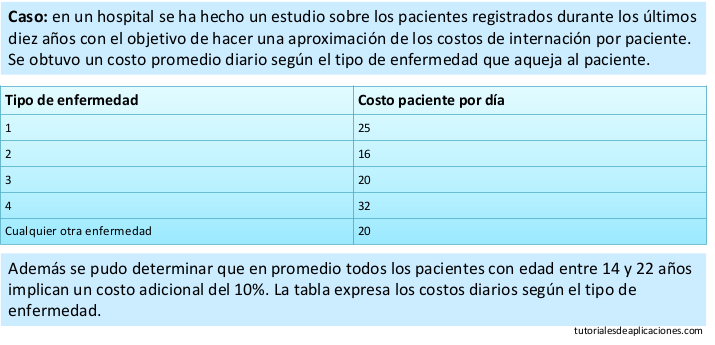 Caso: en un hospital se ha hecho un estudio sobre los pacientes registrados durante los últimos
diez años con el objetivo de hacer una aproximación de los costos de internación por paciente.
Se obtuvo un costo promedio diario según el tipo de enfermedad que aqueja al paciente.
Tipo de enfermedad Costo paciente por día
1 25
2 16
3 20
4 32
Cualquier otra enfermedad 20
Además se pudo determinar que en promedio todos los pacientes con edad entre 14 y 22 años
implican un costo adicional del 10%. La tabla expresa los costos diarios según el tipo de
enfermedad.
tutorialesdeaplicaciones.com